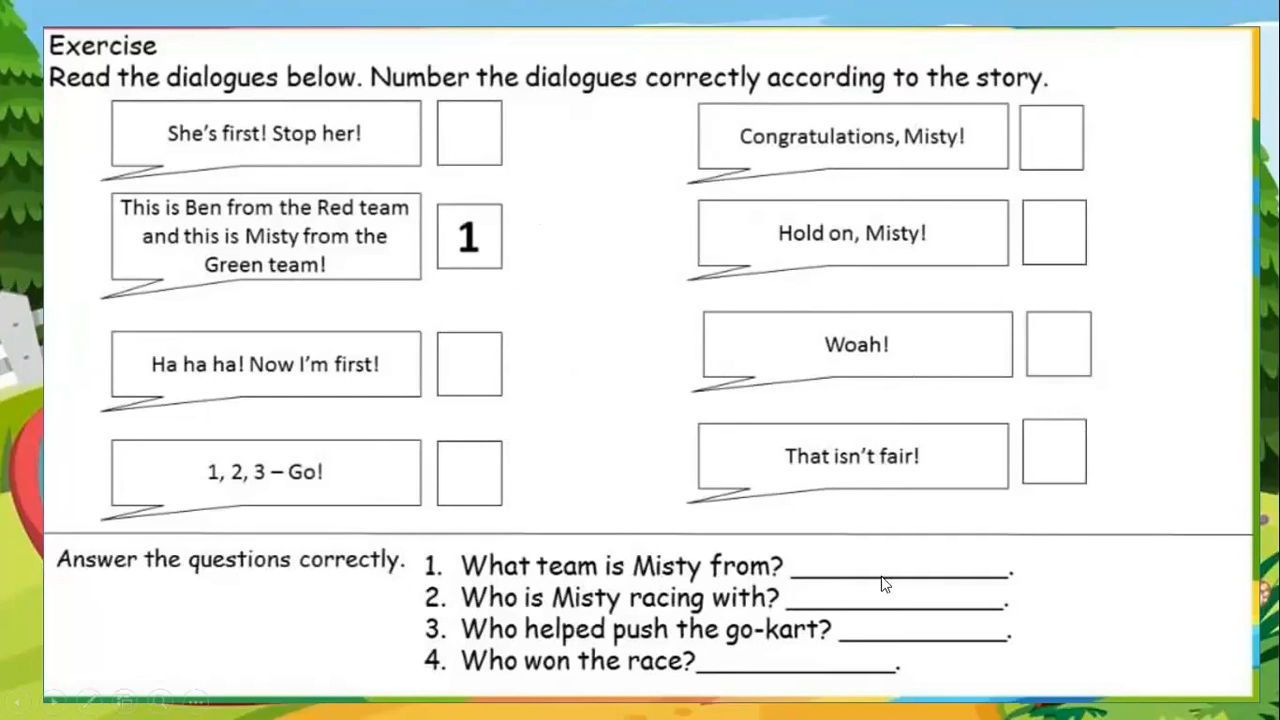 Exercise
Read the dialogues below. Number the dialogues correctly according to the story.
She's first! Stop her!
This is Ben from the Red team
and this is Misty from the
Green team!
1
Ha ha ha! Now I'm first!
1, 2, 3 – Go!
Congratulations, Misty!
Hold on, Misty!
Woah!
That isn't fair!
Answer the questions correctly.
1. What team is Misty from? _______________.
2. Who is Misty racing with? _______________.
3. Who helped push the go-kart? ____________.
4. Who won the race?______________.